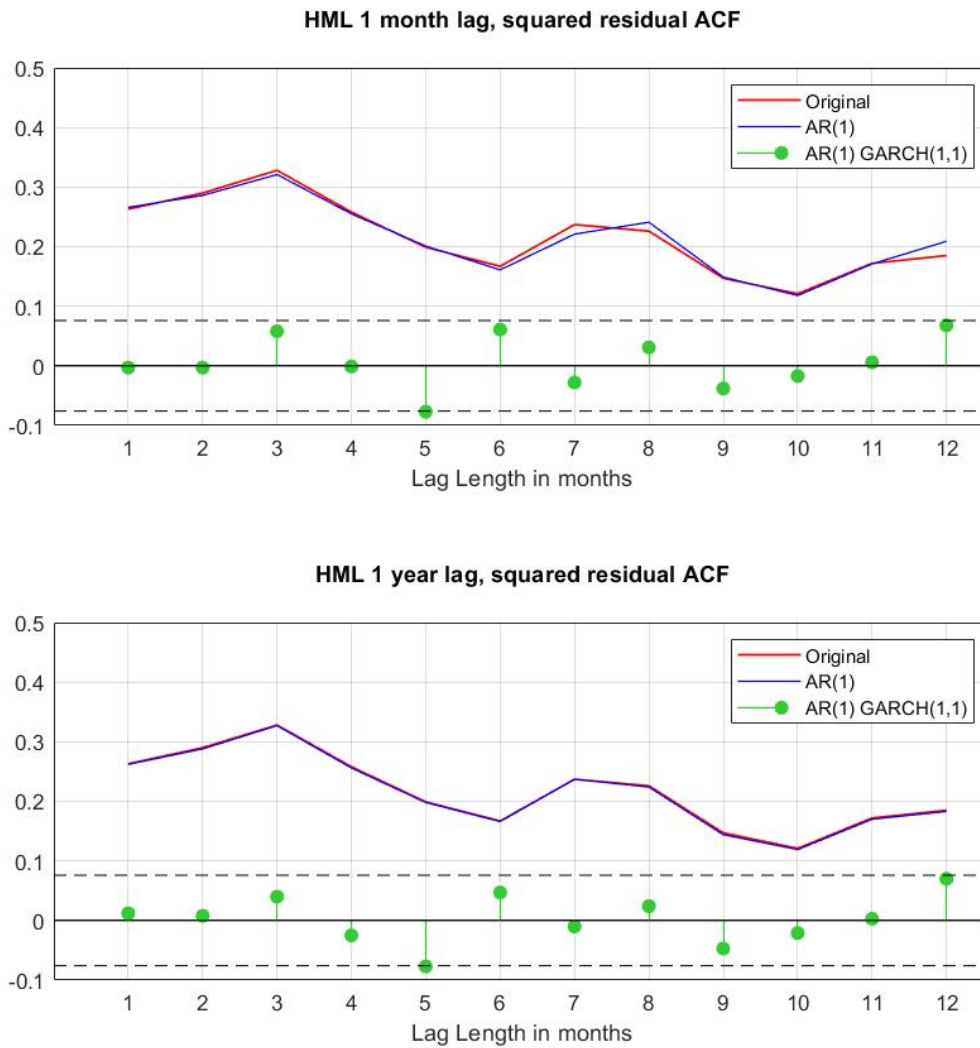 HML 1 month lag, squared residual ACF
0.5
0.4
0.3
0.2
0.1
0
-0.1
Original
AR(1)
AR(1) GARCH(1,1)
1 2 3 4 5 6 7 8 9 10 11 12
Lag Length in months
HML 1 year lag, squared residual ACF
0.5
0.4
0.3
0.2
0.1
0
-0.1
Original
AR(1)
AR(1) GARCH(1,1)
1 2 3 4 5 6 7 8 9 10 11 12
Lag Length in months